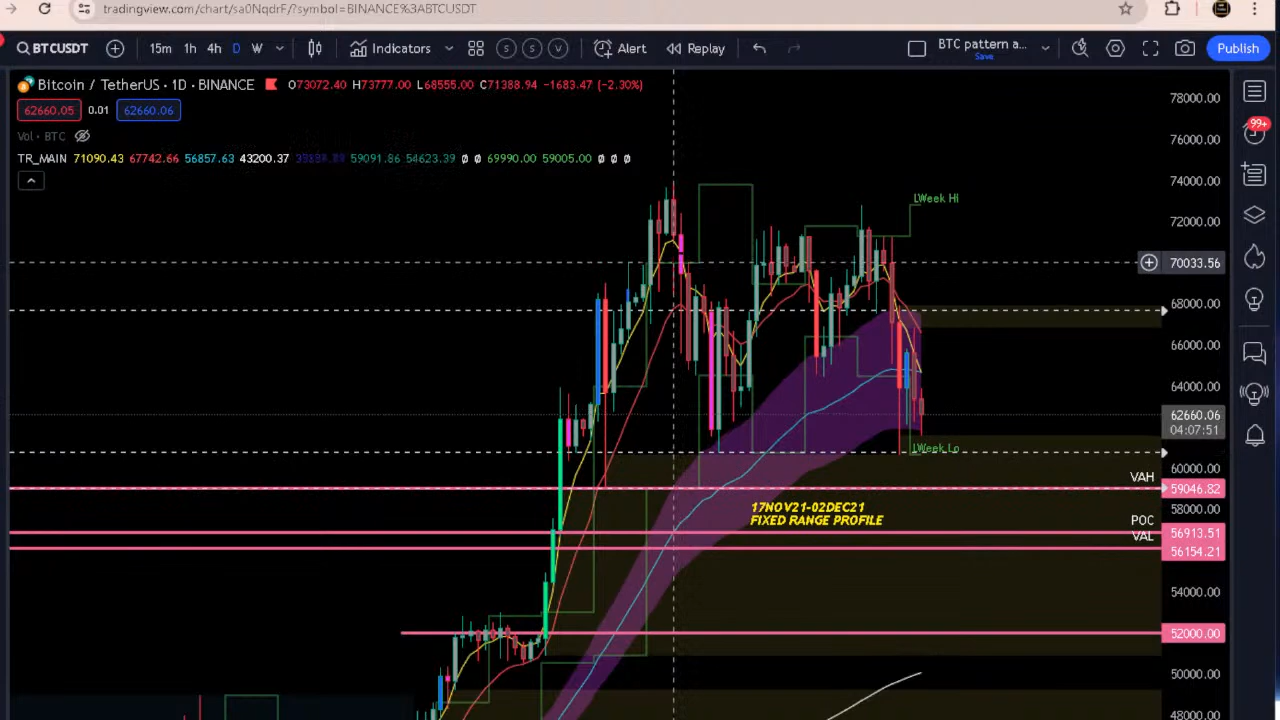 tradingview.com/chart/sa0NqdrF/?symbol=BINANCE%3ABTCUSDT
BTCUSDT 15m 1h 4h D W Indicators S S V Alert Replay BTC pattern a... Save Publish
Bitcoin / TetherUS · 1D · BINANCE O73072.40 H73777.00 L68555.00 C71388.94 -1683.47 (-2.30%)
62660.05 0.01 62660.06
Vol · BTC
TR_MAIN 71090.43 67742.66 56857.63 43200.37 59091.86 54623.39 ø ø 69990.00 59005.00 ø ø ø
99+
78000.00
76000.00
74000.00
LWeek Hi
72000.00
70033.56
68000.00
66000.00
64000.00
62660.06
04:07:51
LWeek Lo
60000.00
VAH
59046.82
17NOV21-02DEC21
58000.00
FIXED RANGE PROFILE
POC
56913.51
VAL
56154.21
54000.00
52000.00
50000.00
48000.00